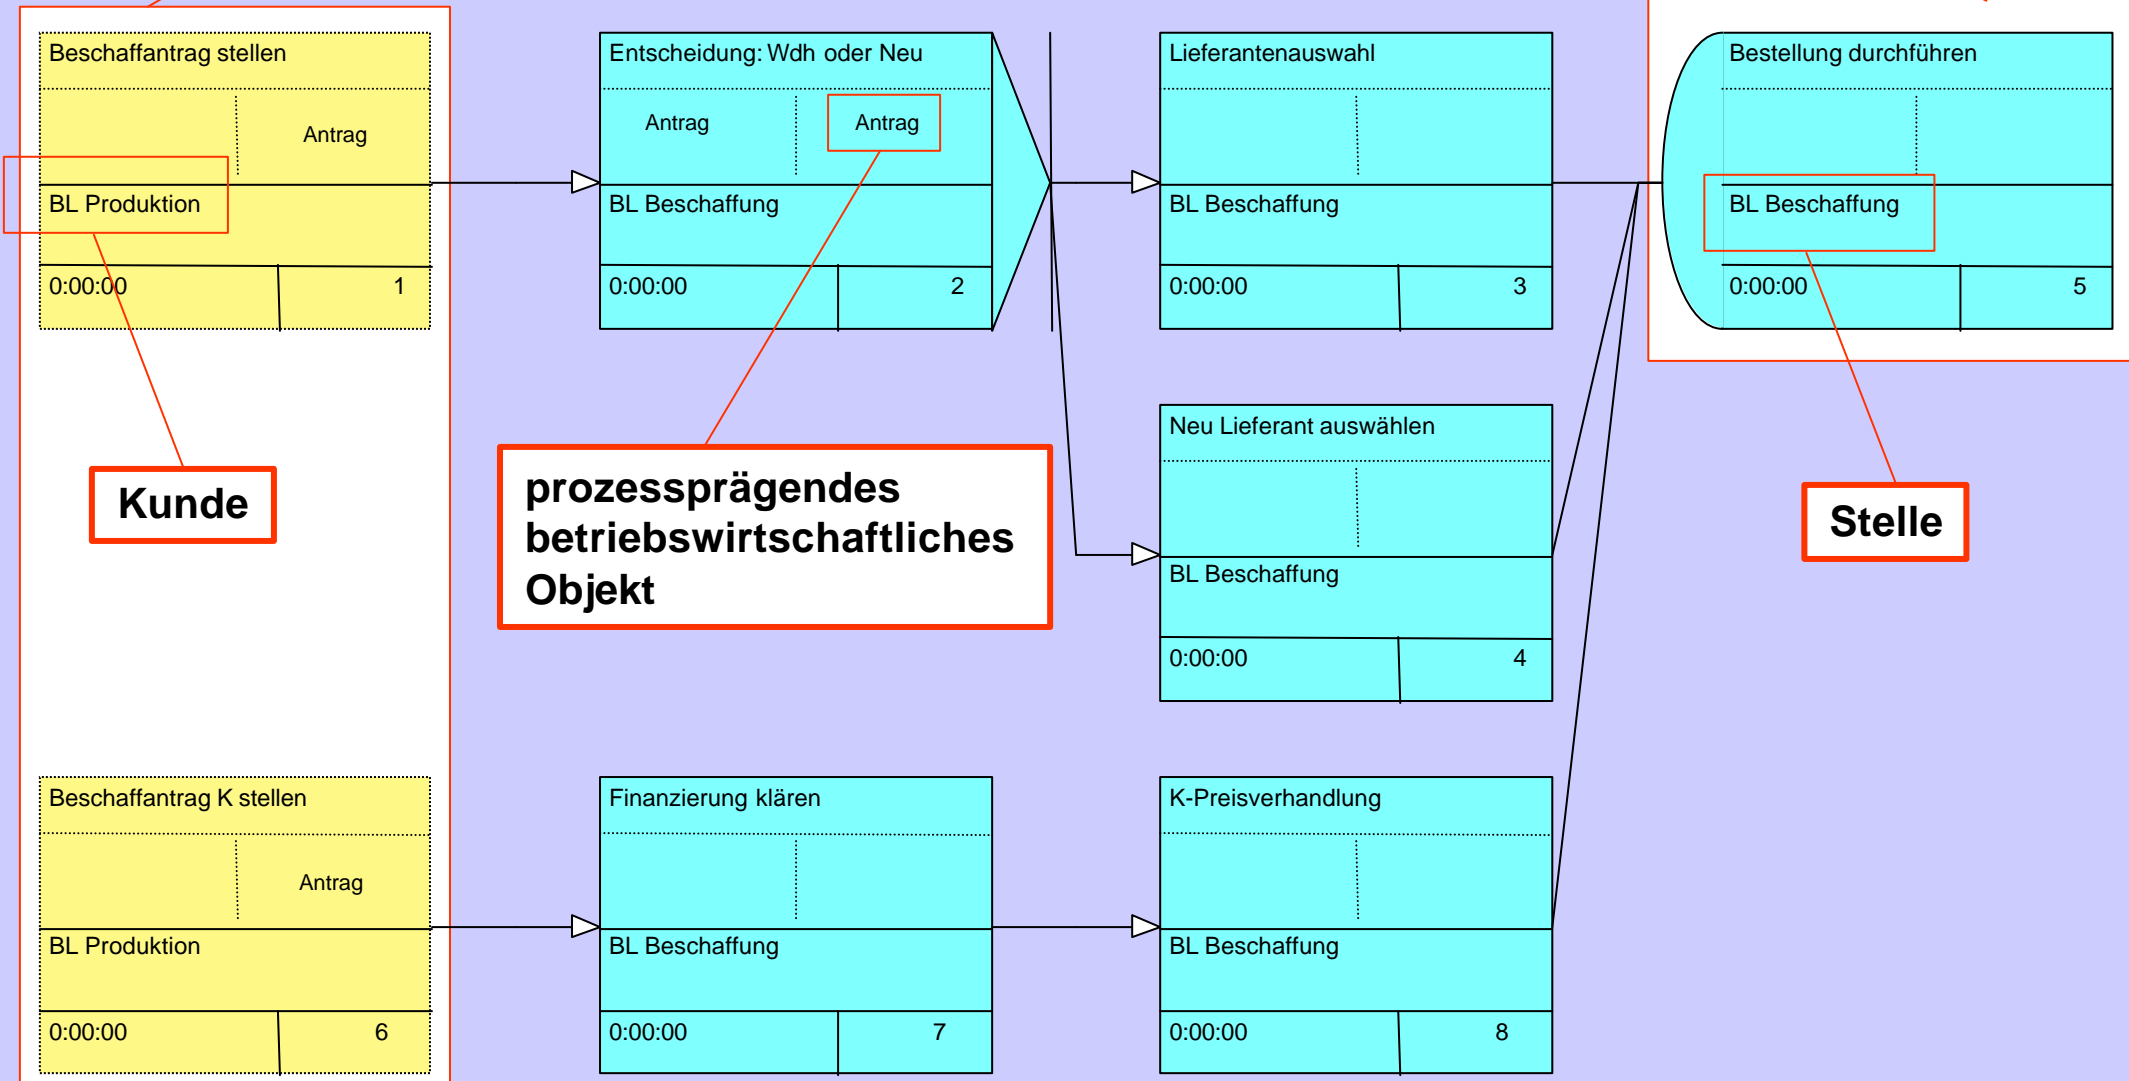 Beschaffantrag stellen
Antrag
BL Produktion
0:00:00 1
Entscheidung: Wdh oder Neu
Antrag Antrag
BL Beschaffung
0:00:00 2
Lieferantenauswahl
BL Beschaffung
0:00:00 3
Bestellung durchführen
BL Beschaffung
0:00:00 5
Neu Lieferant auswählen
BL Beschaffung
0:00:00 4
Kunde
prozessprägendes
betriebswirtschaftliches
Objekt
Stelle
Beschaffantrag K stellen
Antrag
BL Produktion
0:00:00 6
Finanzierung klären
BL Beschaffung
0:00:00 7
K-Preisverhandlung
BL Beschaffung
0:00:00 8